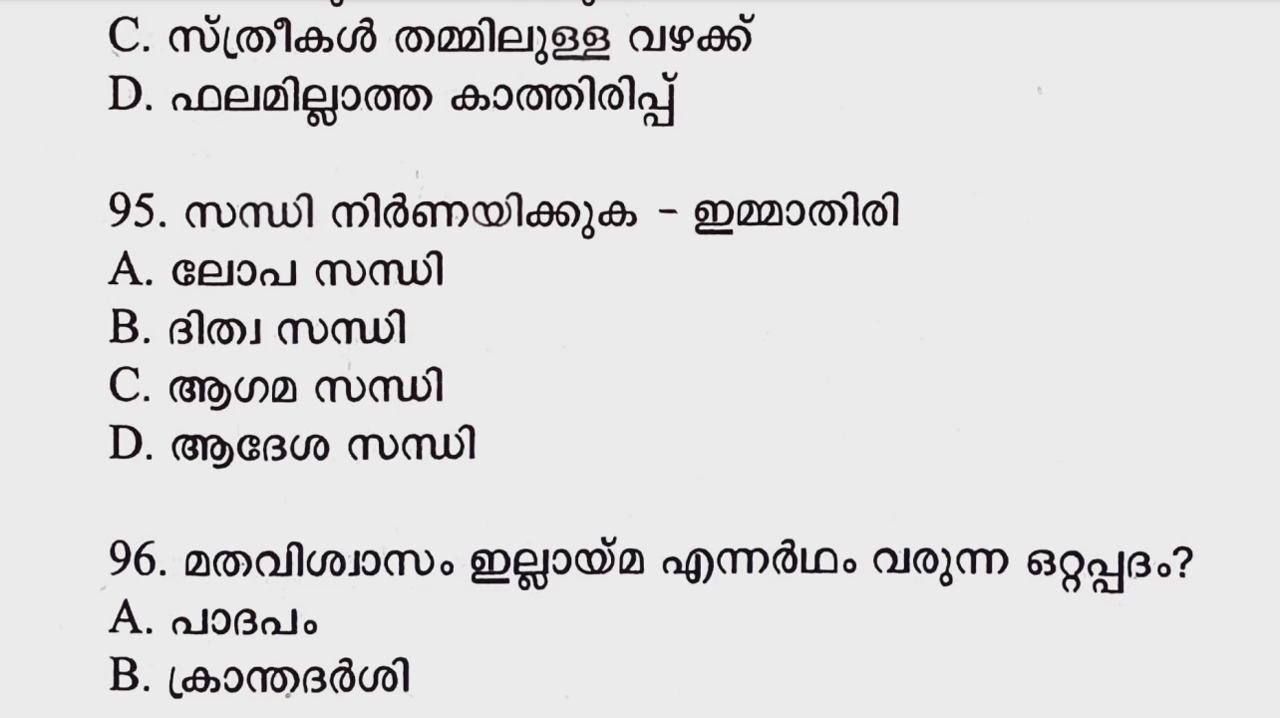 C. സ്ത്രീകൾ തമ്മിലുള്ള വഴക്ക്
D. ഫലമില്ലാത്ത കാത്തിരിപ്പ്
95. സന്ധി നിർണയിക്കുക - ഇമ്മാതിരി
A. ലോപ സന്ധി
B. ദിത്വ സന്ധി
C. ആഗമ സന്ധി
D. ആദേശ സന്ധി
96. മതവിശ്വാസം ഇല്ലായ്മ എന്നർഥം വരുന്ന ഒറ്റപ്പദം?
A. പാദപം
B. ക്രാന്തദർശി